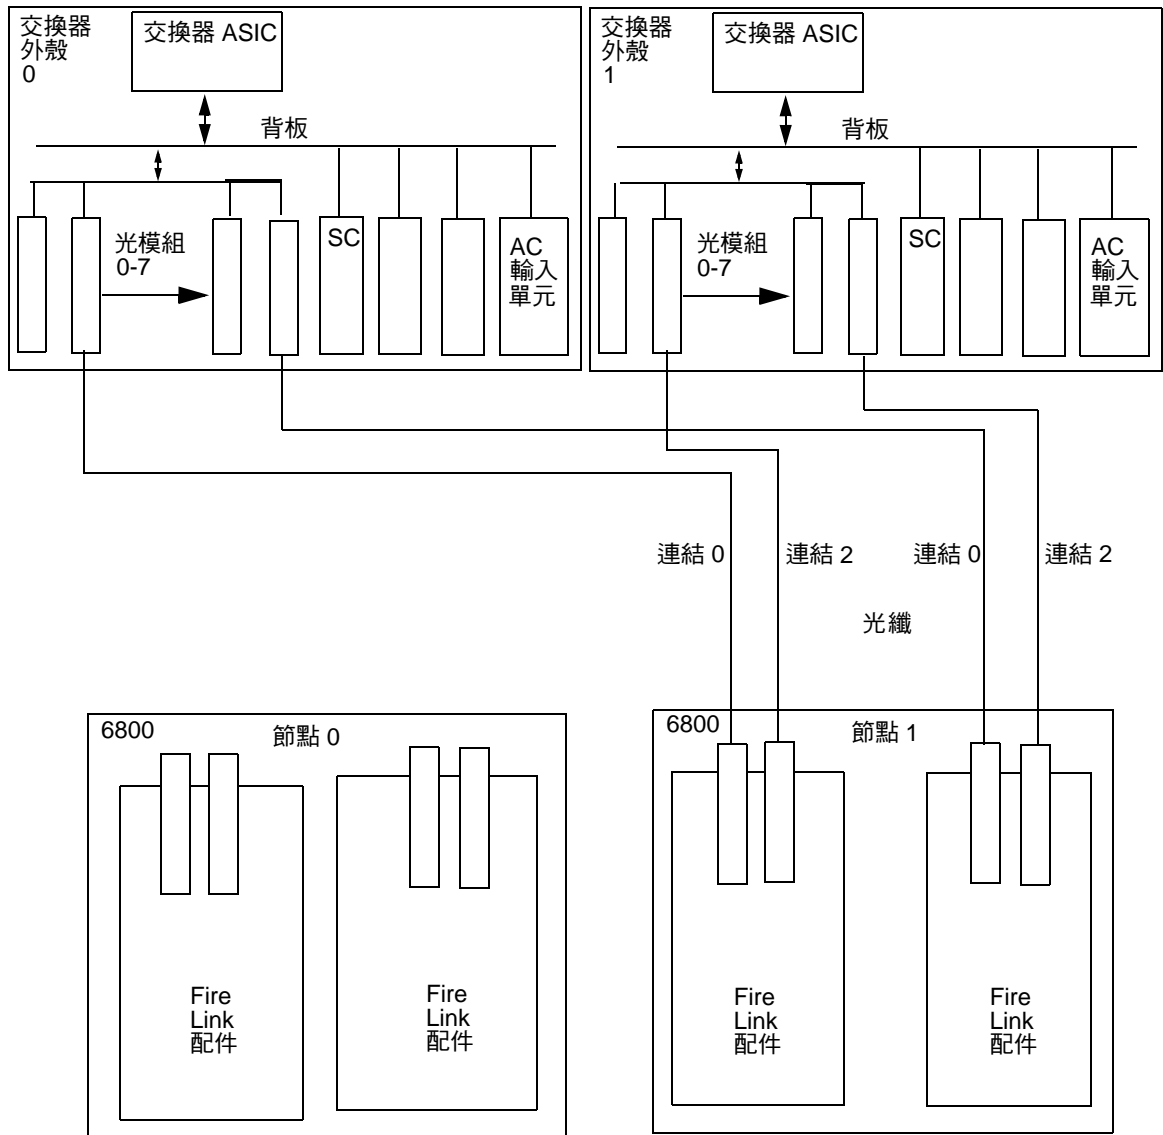 交換器
外殼
0
交換器 ASIC
背板
光模組
0-7
SC
AC
輸入
單元
交換器
外殼
1
交換器 ASIC
背板
光模組
0-7
SC
AC
輸入
單元
連結 0
連結 2
連結 0
連結 2
光纖
6800
節點 0
Fire
Link
配件
Fire
Link
配件
6800
節點 1
Fire
Link
配件
Fire
Link
配件